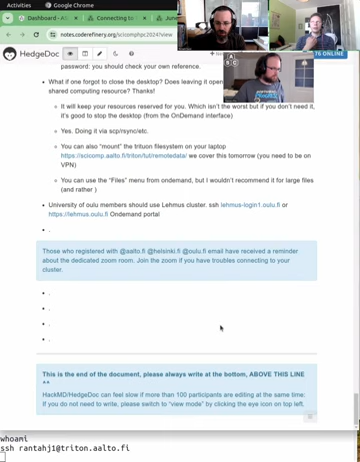 Activities
Google Chrome
Dashboard - A
Connecting to
June
notes.coderefinery.org/scicomphpc2024?view
HedgeDoc
ONLINE
password: you should check your own reference.
What if one forgot to close the desktop? Does leaving it open
shared computing resource? Thanks!
It will keep your resources reserved for you. Which isn't the worst but if you don't need it,
it's good to stop the desktop (from the OnDemand interface)
Yes. Doing it via scp/rsync/etc.
You can also "mount" the triton filesystem on your laptop
https://scicomp.aalto.fi/triton/tut/remotedata/ we cover this tomorrow (you need to be on
VPN)
You can use the "Files" menu from ondemand, but I wouldn't recommend it for large files
(and rather )
University of oulu members should use Lehmus cluster. ssh lehmus-login1.oulu.fi or
https://lehmus.oulu.fi Ondemand portal
.
Those who registered with @aalto.fi @helsinki.fi @oulu.fi email have received a reminder
about the dedicated zoom room. Join the zoom if you have troubles connecting to your
cluster.
.
.
.
.
This is the end of the document, please always write at the bottom, ABOVE THIS LINE
^^
HackMD/HedgeDoc can feel slow if more than 100 participants are editing at the same time:
If you do not need to write, please switch to "view mode" by clicking the eye icon on top left.
whoami
ssh rantahj1@triton.aalto.fi